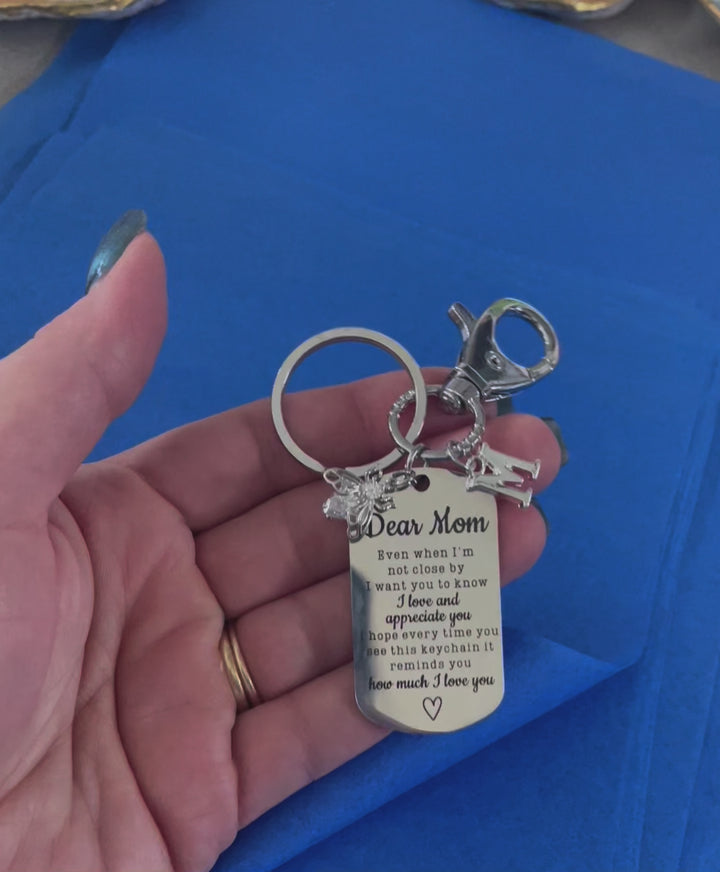 M
Dear Mom
Even when I'm
not close by
I want you to know
I love and
appreciate you
I hope every time you
see this keychain it
reminds you
how much I love you